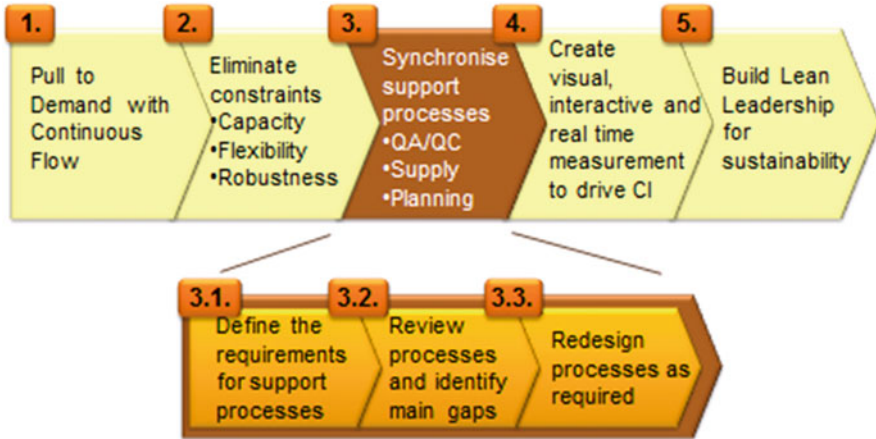 1.
Pull to
Demand with
Continuous
Flow
2.
Eliminate
constraints
•Capacity
•Flexibility
•Robustness
3.
Synchronise
support
processes
•QA/QC
•Supply
•Planning
4.
Create
visual,
interactive and
real time
measurement
to drive CI
5.
Build Lean
Leadership
for
sustainability
3.1.
Define the
requirements
for support
processes
3.2.
Review
processes
and identify
main gaps
3.3.
Redesign
processes as
required